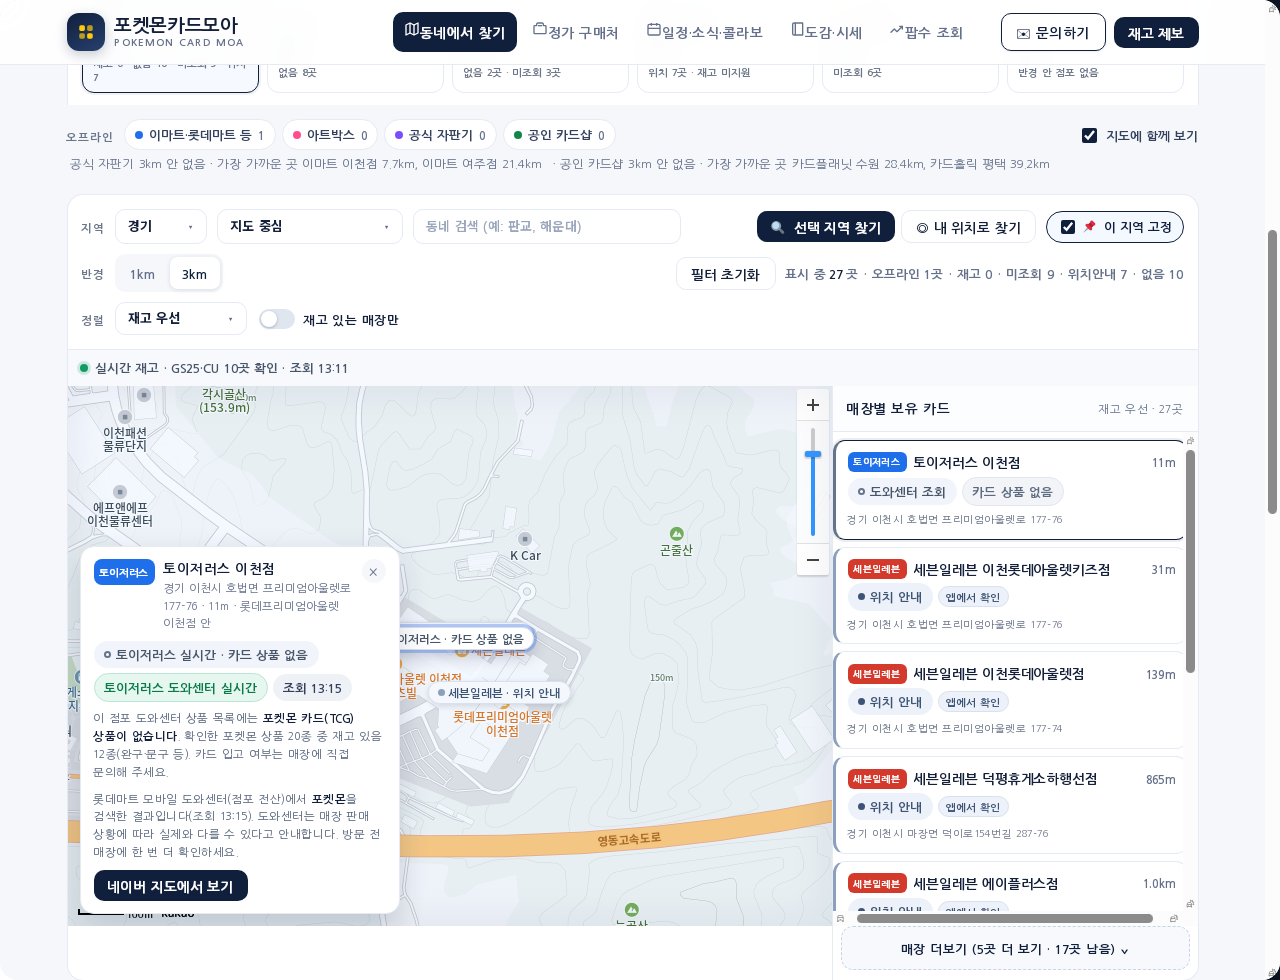 포켓몬카드모아
POKEMON CARD MOA
동네에서 찾기
정가 구매처
일정·소식·콜라보
도감·시세
팝수 조회
문의하기
재고 제보
7
없음 8곳
없음 2곳 · 미조회 3곳
위치 7곳 · 재고 미지원
미조회 6곳
반경 안 점포 없음
오프라인
이마트·롯데마트 등 1
아트박스 0
공식 자판기 0
공인 카드샵 0
지도에 함께 보기
공식 자판기 3km 안 없음 · 가장 가까운 곳 이마트 이천점 7.7km, 이마트 여주점 21.4km · 공인 카드샵 3km 안 없음 · 가장 가까운 곳 카드플래닛 수원 28.4km, 카드홀릭 평택 39.2km
지역
경기
지도 중심
동네 검색 (예: 판교, 해운대)
선택 지역 찾기
내 위치로 찾기
이 지역 고정
반경
1km
3km
필터 초기화
표시 중 27 곳 · 오프라인 1곳 · 재고 0 · 미조회 9 · 위치안내 7 · 없음 10
정렬
재고 우선
재고 있는 매장만
실시간 재고 · GS25·CU 10곳 확인 · 조회 13:11
각시골산
(153.9m)
이천패션
물류단지
에프앤에프
이천물류센터
K Car
곤줄산
150m
토이저러스
토이저러스 이천점
경기 이천시 호법면 프리미엄아울렛로
177-76 · 11m · 롯데프리미엄아울렛
이천점 안
×
이저러스 · 카드 상품 없음
세븐일레븐 · 위치 안내
롯데프리미엄아울렛
이천점
영동고속도로
토이저러스 실시간 · 카드 상품 없음
토이저러스 도와센터 실시간
조회 13:15
이 점포 도와센터 상품 목록에는 포켓몬 카드(TCG)
상품이 없습니다. 확인한 포켓몬 상품 20종 중 재고 있음
12종(완구·문구 등). 카드 입고 여부는 매장에 직접
문의해 주세요.
롯데마트 모바일 도와센터(점포 전산)에서 포켓몬을
검색한 결과입니다(조회 13:15). 도와센터는 매장 판매
상황에 따라 실제와 다를 수 있다고 안내합니다. 방문 전
매장에 한 번 더 확인하세요.
네이버 지도에서 보기
매장별 보유 카드
재고 우선 · 27곳
토이저러스
토이저러스 이천점
11m
도와센터 조회
카드 상품 없음
경기 이천시 호법면 프리미엄아울렛로 177-76
세븐일레븐
세븐일레븐 이천롯데아울렛키즈점
31m
위치 안내
앱에서 확인
경기 이천시 호법면 프리미엄아울렛로 177-76
세븐일레븐
세븐일레븐 이천롯데아울렛점
139m
위치 안내
앱에서 확인
경기 이천시 호법면 프리미엄아울렛로 177-74
세븐일레븐
세븐일레븐 덕평휴게소하행선점
865m
위치 안내
앱에서 확인
경기 이천시 마장면 덕이로154번길 287-76
세븐일레븐
세븐일레븐 에이플러스점
1.0km
매장 더보기 (5곳 더 보기 · 17곳 남음)